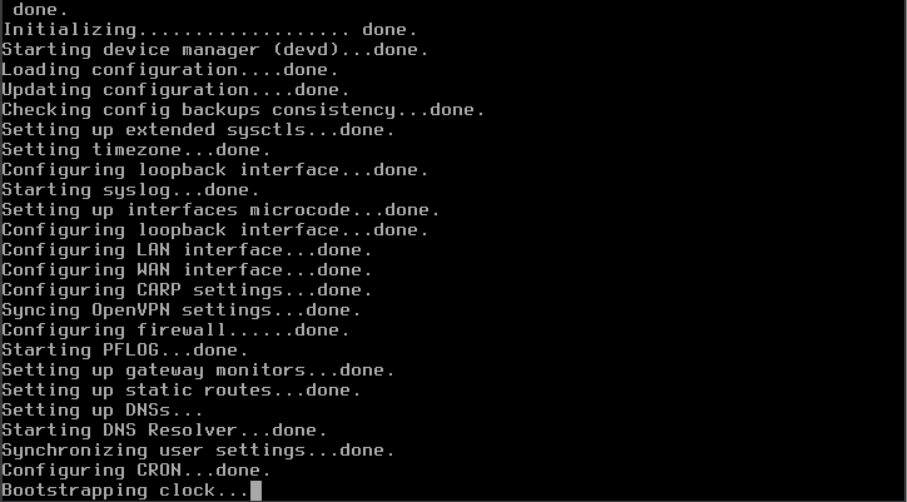 done.
Initializing................... done.
Starting device manager (devd)...done.
Loading configuration....done.
Updating configuration....done.
Checking config backups consistency...done.
Setting up extended sysctls...done.
Setting timezone...done.
Configuring loopback interface...done.
Starting syslog...done.
Setting up interfaces microcode...done.
Configuring loopback interface...done.
Configuring LAN interface...done.
Configuring WAN interface...done.
Configuring CARP settings...done.
Syncing OpenVPN settings...done.
Configuring firewall......done.
Starting PFLOG...done.
Setting up gateway monitors...done.
Setting up static routes...done.
Setting up DNSs...
Starting DNS Resolver...done.
Synchronizing user settings...done.
Configuring CRON...done.
Bootstrapping clock...